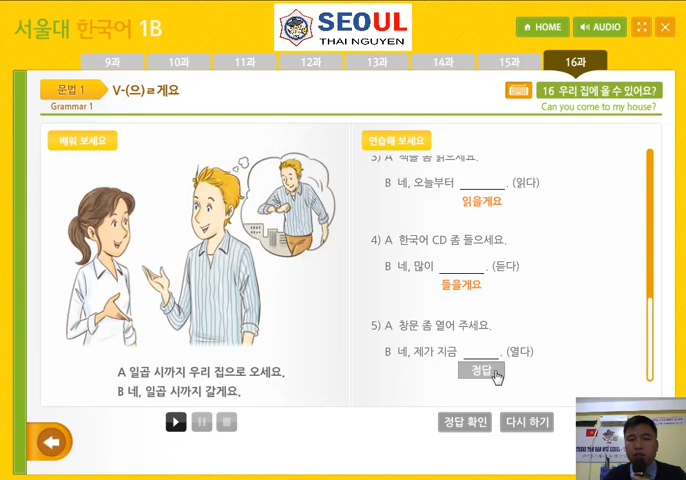 서울대 한국어 1B
SEOUL
THAI NGUYEN
HOME
AUDIO
9과
10과
11과
12과
13과
14과
15과
16과
문법 1
Grammar 1
V-(으)ㄹ게요
16 우리 집에 올 수 있어요?
Can you come to my house?
배워 보세요
A 일곱 시까지 우리 집으로 오세요.
B 네, 일곱 시까지 갈게요.
연습해 보세요
3) A 책을 좀 읽으세요.
B 네, 오늘부터 ________. (읽다)
읽을게요
4) A 한국어 CD 좀 들으세요.
B 네, 많이 ________. (듣다)
들을게요
5) A 창문 좀 열어 주세요.
B 네, 제가 지금 ______. (열다)
정답
정답 확인
다시 하기